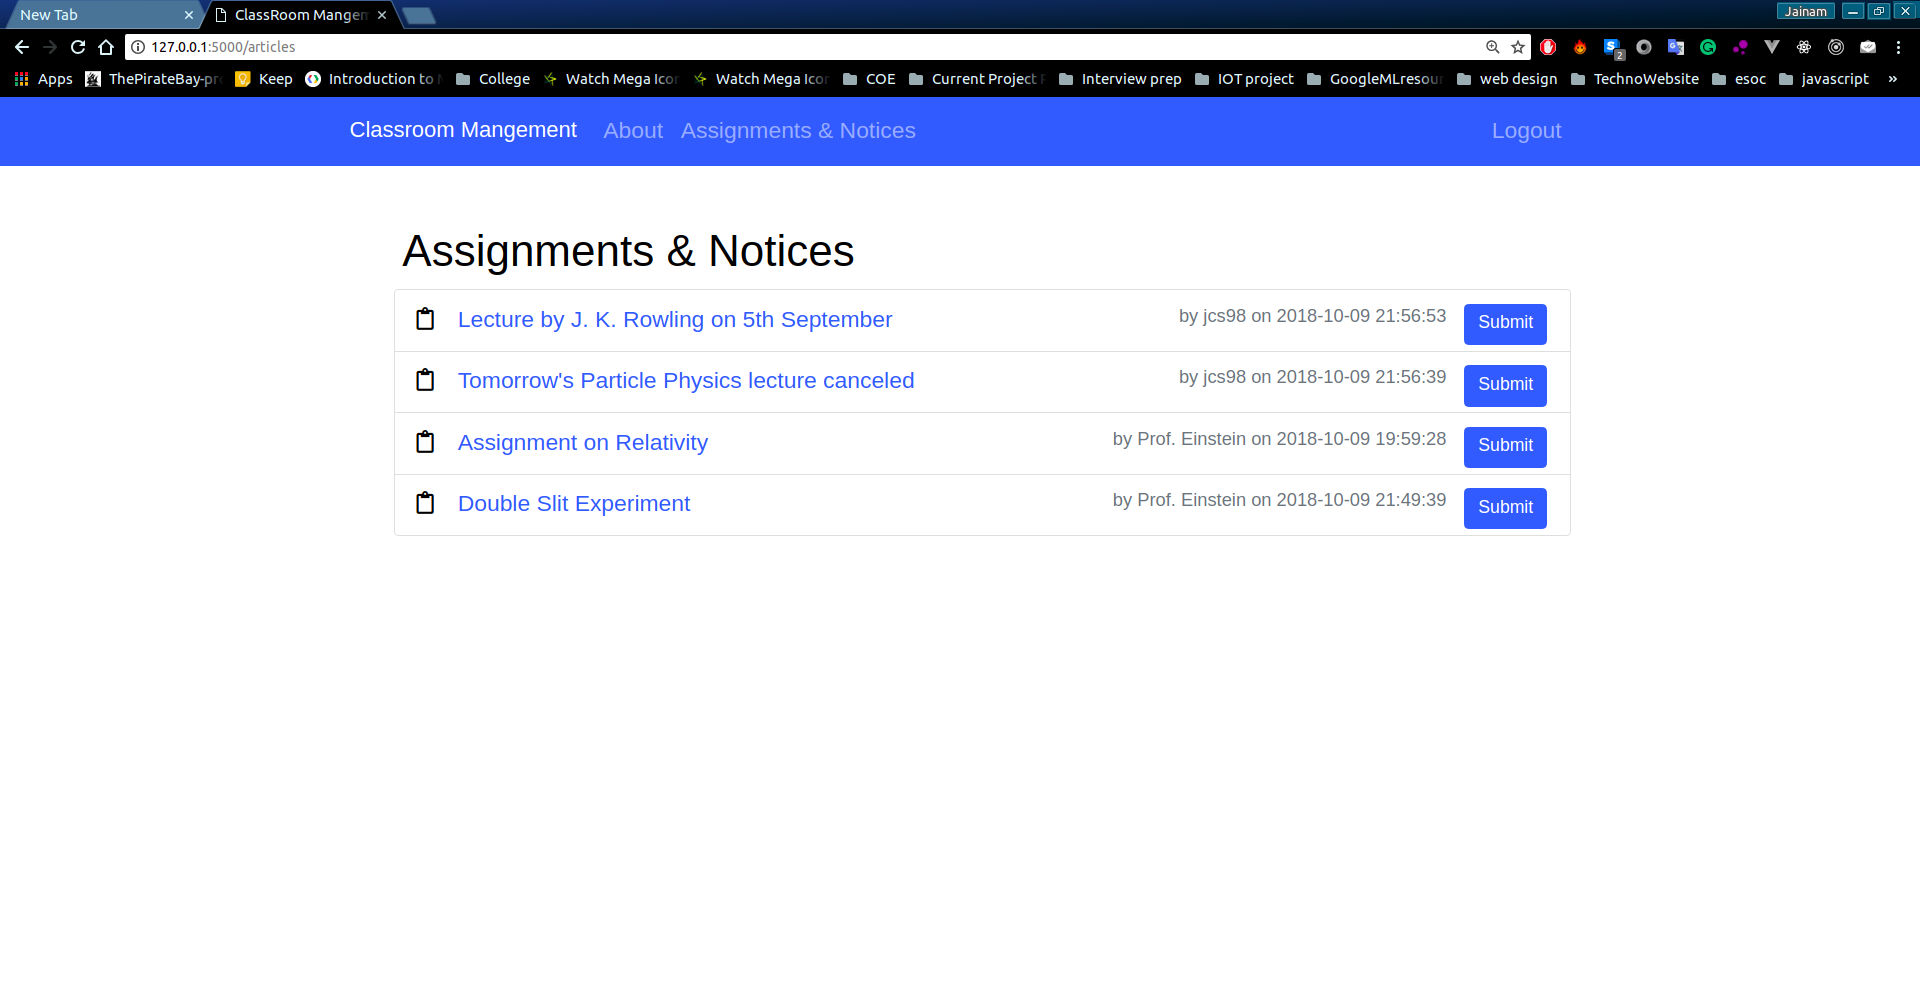 New Tab ClassRoom Mangem Jainam
127.0.0.1:5000/articles 2
Apps ThePirateBay-pr Keep Introduction to College Watch Mega Icon Watch Mega Icon COE Current Project Interview prep IOT project GoogleMLresour web design TechnoWebsite esoc javascript »
Classroom Mangement About Assignments & Notices Logout
Assignments & Notices
Lecture by J. K. Rowling on 5th September by jcs98 on 2018-10-09 21:56:53 Submit
Tomorrow's Particle Physics lecture canceled by jcs98 on 2018-10-09 21:56:39 Submit
Assignment on Relativity by Prof. Einstein on 2018-10-09 19:59:28 Submit
Double Slit Experiment by Prof. Einstein on 2018-10-09 21:49:39 Submit